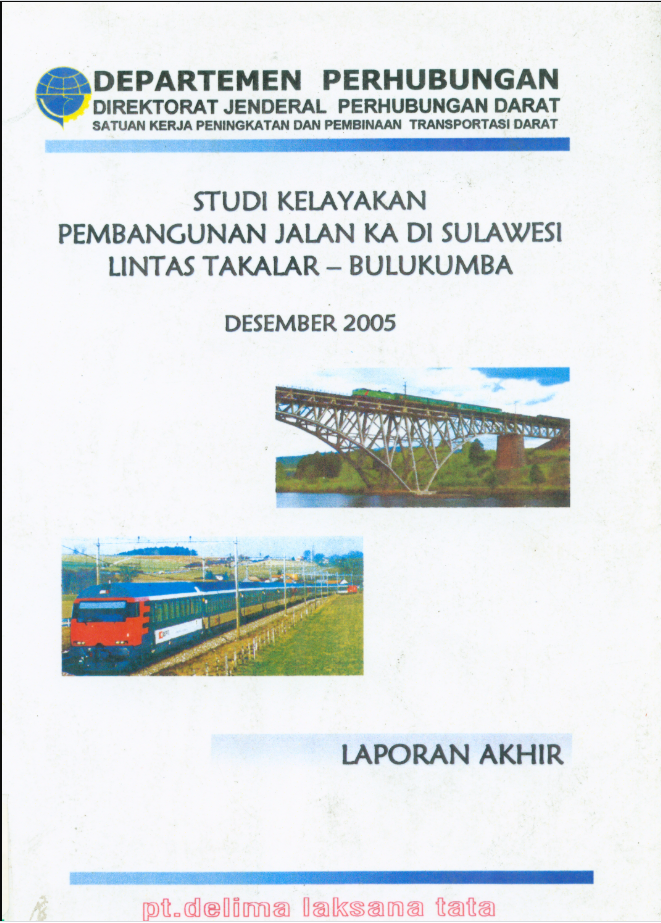 DEPARTEMEN PERHUBUNGAN
DIREKTORAT JENDERAL PERHUBUNGAN DARAT
SATUAN KERJA PENINGKATAN DAN PEMBINAAN TRANSPORTASI DARAT
STUDI KELAYAKAN
PEMBANGUNAN JALAN KA DI SULAWESI
LINTAS TAKALAR – BULUKUMBA
DESEMBER 2005
LAPORAN AKHIR
pt.delima laksana tata